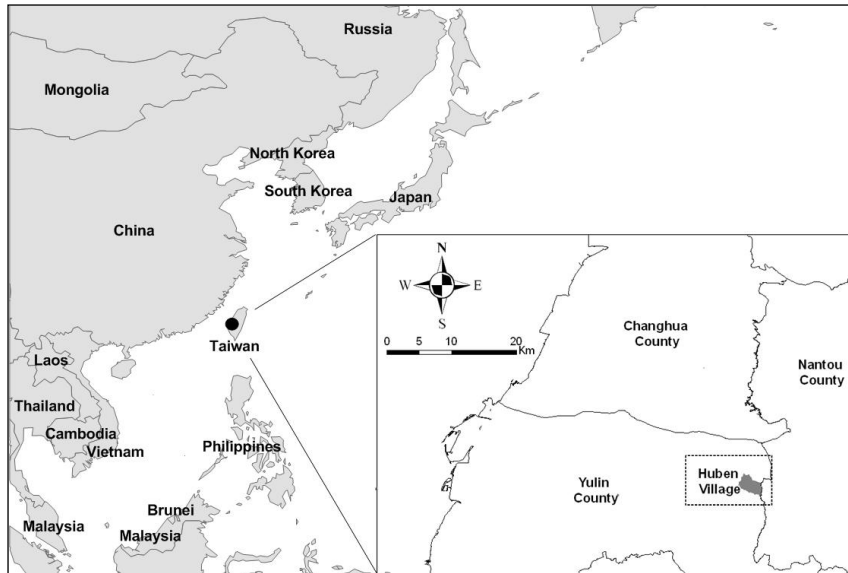 Russia
Mongolia
North Korea
South Korea
Japan
China
Taiwan
Laos
Thailand
Cambodia
Vietnam
Philippines
Brunei
Malaysia
Malaysia
N
W E
S
0 5 10 20
Km
Changhua
County
Nantou
County
Yulin
County
Huben
Village